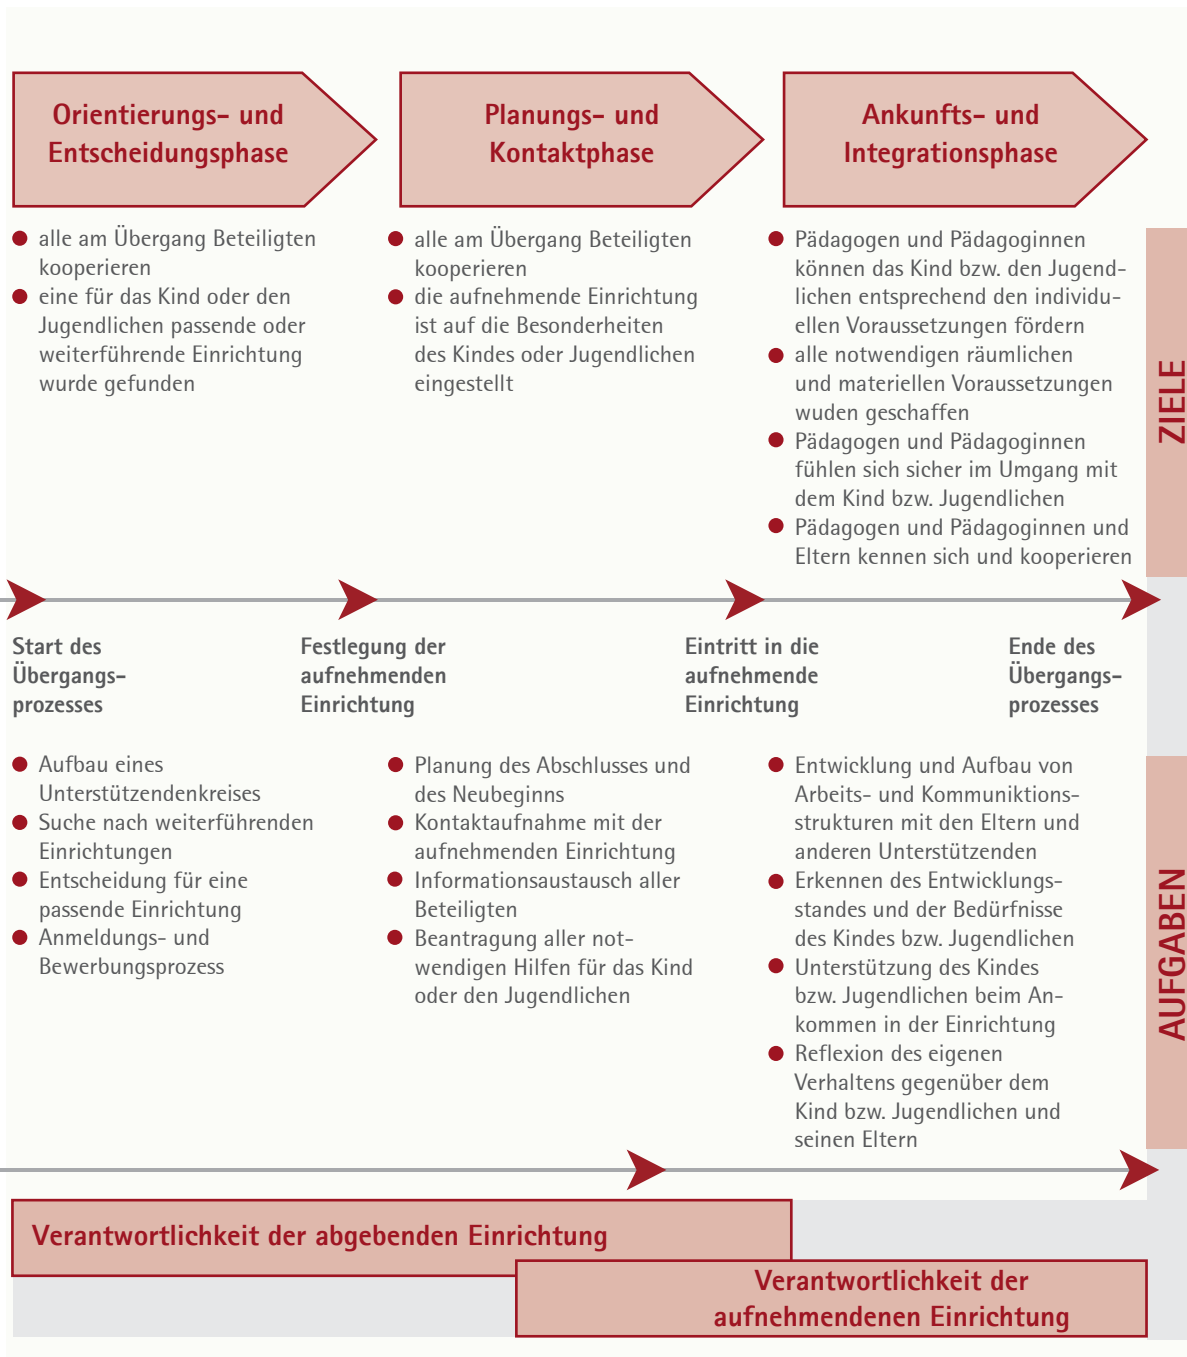 Orientierungs- und
Entscheidungsphase
Planungs- und
Kontaktphase
Ankunfts- und
Integrationsphase
alle am Übergang Beteiligten
kooperieren
eine für das Kind oder den
Jugendlichen passende oder
weiterführende Einrichtung
wurde gefunden
alle am Übergang Beteiligten
kooperieren
die aufnehmende Einrichtung
ist auf die Besonderheiten
des Kindes oder Jugendlichen
eingestellt
Pädagogen und Pädagoginnen
können das Kind bzw. den Jugend-
lichen entsprechend den individu-
ellen Voraussetzungen fördern
alle notwendigen räumlichen
und materiellen Voraussetzungen
wuden geschaffen
Pädagogen und Pädagoginnen
fühlen sich sicher im Umgang mit
dem Kind bzw. Jugendlichen
Pädagogen und Pädagoginnen und
Eltern kennen sich und kooperieren
ZIELE
Start des
Übergangs-
prozesses
Festlegung der
aufnehmenden
Einrichtung
Eintritt in die
aufnehmende
Einrichtung
Ende des
Übergangs-
prozesses
Aufbau eines
Unterstützendenkreises
Suche nach weiterführenden
Einrichtungen
Entscheidung für eine
passende Einrichtung
Anmeldungs- und
Bewerbungsprozess
Planung des Abschlusses und
des Neubeginns
Kontaktaufnahme mit der
aufnehmenden Einrichtung
Informationsaustausch aller
Beteiligten
Beantragung aller not-
wendigen Hilfen für das Kind
oder den Jugendlichen
Entwicklung und Aufbau von
Arbeits- und Kommuniktions-
strukturen mit den Eltern und
anderen Unterstützenden
Erkennen des Entwicklungs-
standes und der Bedürfnisse
des Kindes bzw. Jugendlichen
Unterstützung des Kindes
bzw. Jugendlichen beim An-
kommen in der Einrichtung
Reflexion des eigenen
Verhaltens gegenüber dem
Kind bzw. Jugendlichen und
seinen Eltern
AUFGABEN
Verantwortlichkeit der abgebenden Einrichtung
Verantwortlichkeit der
aufnehmendenen Einrichtung